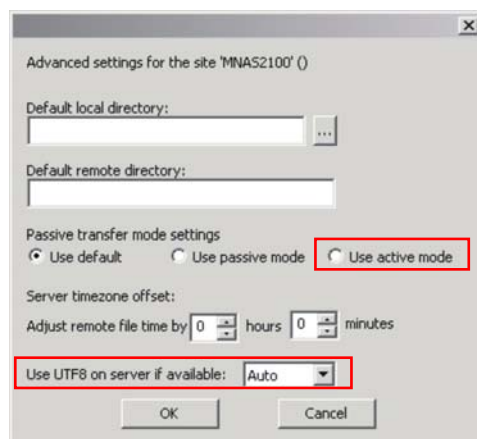 Advanced settings for the site 'MNAS2100' ()
Default local directory:
...
Default remote directory:
Passive transfer mode settings
Use default Use passive mode Use active mode
Server timezone offset:
Adjust remote file time by 0 hours 0 minutes
Use UTF8 on server if available: Auto
OK Cancel